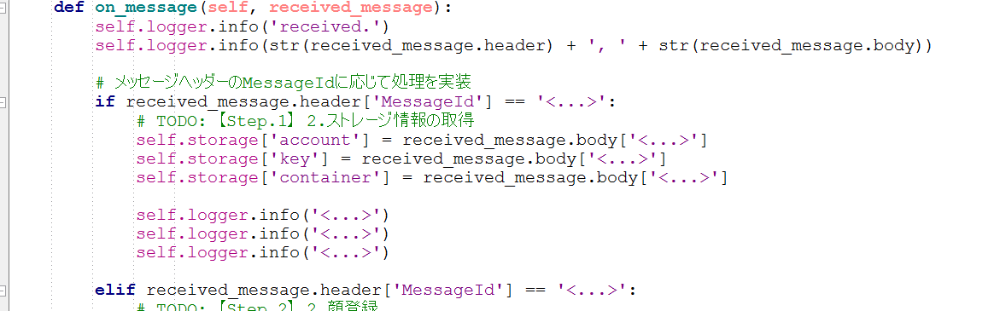 def on_message(self, received_message):
self.logger.info('received.')
self.logger.info(str(received_message.header) + ', ' + str(received_message.body))
# メッセージヘッダーのMessageIdに応じて処理を実装
if received_message.header['MessageId'] == '<...>':
# TODO:【Step.1】2.ストレージ情報の取得
self.storage['account'] = received_message.body['<...>']
self.storage['key'] = received_message.body['<...>']
self.storage['container'] = received_message.body['<...>']
self.logger.info('<...>')
self.logger.info('<...>')
self.logger.info('<...>')
elif received_message.header['MessageId'] == '<...>':
# TODO:【Step.2】2.顔登録